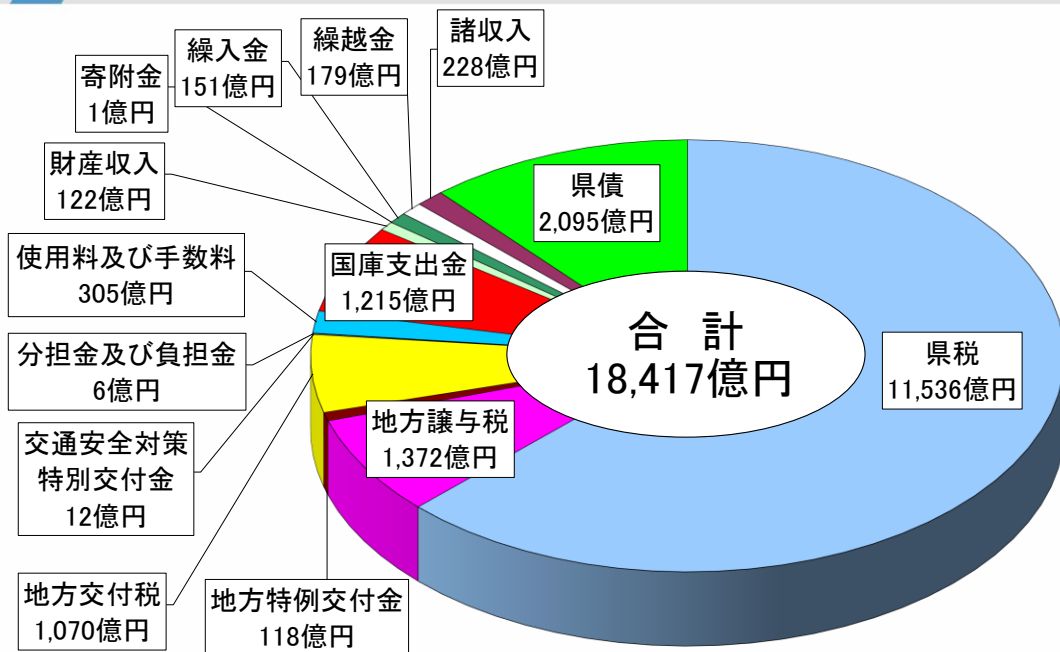 諸収入
228億円
繰越金
179億円
繰入金
151億円
寄附金
1億円
財産収入
122億円
使用料及び手数料
305億円
分担金及び負担金
6億円
交通安全対策
特別交付金
12億円
地方交付税
1,070億円
地方特例交付金
118億円
地方譲与税
1,372億円
国庫支出金
1,215億円
県債
2,095億円
合 計
18,417億円
県税
11,536億円